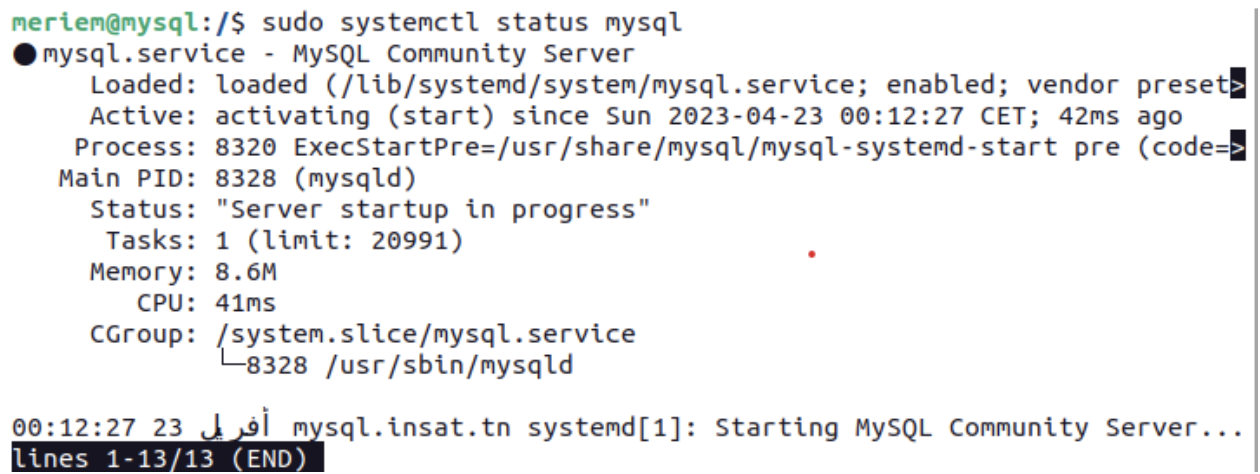 meriem@mysql:/$ sudo systemctl status mysql
● mysql.service - MySQL Community Server
Loaded: loaded (/lib/systemd/system/mysql.service; enabled; vendor preset>
Active: activating (start) since Sun 2023-04-23 00:12:27 CET; 42ms ago
Process: 8320 ExecStartPre=/usr/share/mysql/mysql-systemd-start pre (code=>
Main PID: 8328 (mysqld)
Status: "Server startup in progress"
Tasks: 1 (limit: 20991)
Memory: 8.6M
CPU: 41ms
CGroup: /system.slice/mysql.service
└─8328 /usr/sbin/mysqld
00:12:27 23 أفريل mysql.insat.tn systemd[1]: Starting MySQL Community Server...
lines 1-13/13 (END)